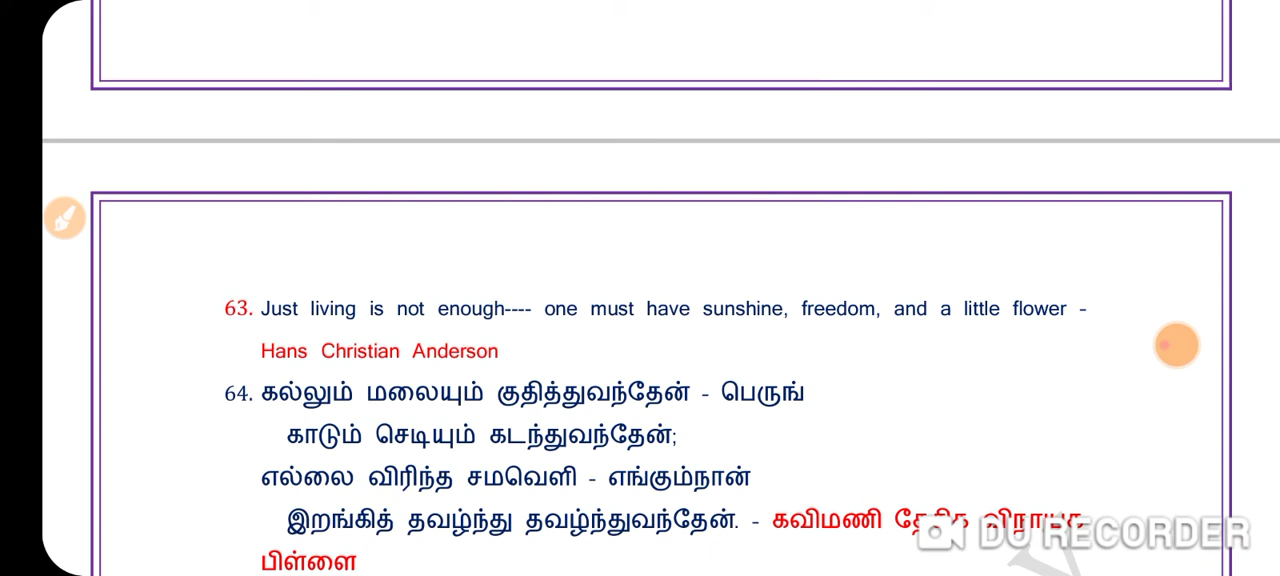 63. Just living is not enough---- one must have sunshine, freedom, and a little flower -
Hans Christian Anderson
64. கல்லும் மலையும் குதித்துவந்தேன் - பெருங்
காடும் செடியும் கடந்துவந்தேன்;
எல்லை விரிந்த சமவெளி - எங்கும்நான்
இறங்கித் தவழ்ந்து தவழ்ந்துவந்தேன். - கவிமணி தேசிக விநாயக
DU RECORDER
பிள்ளை